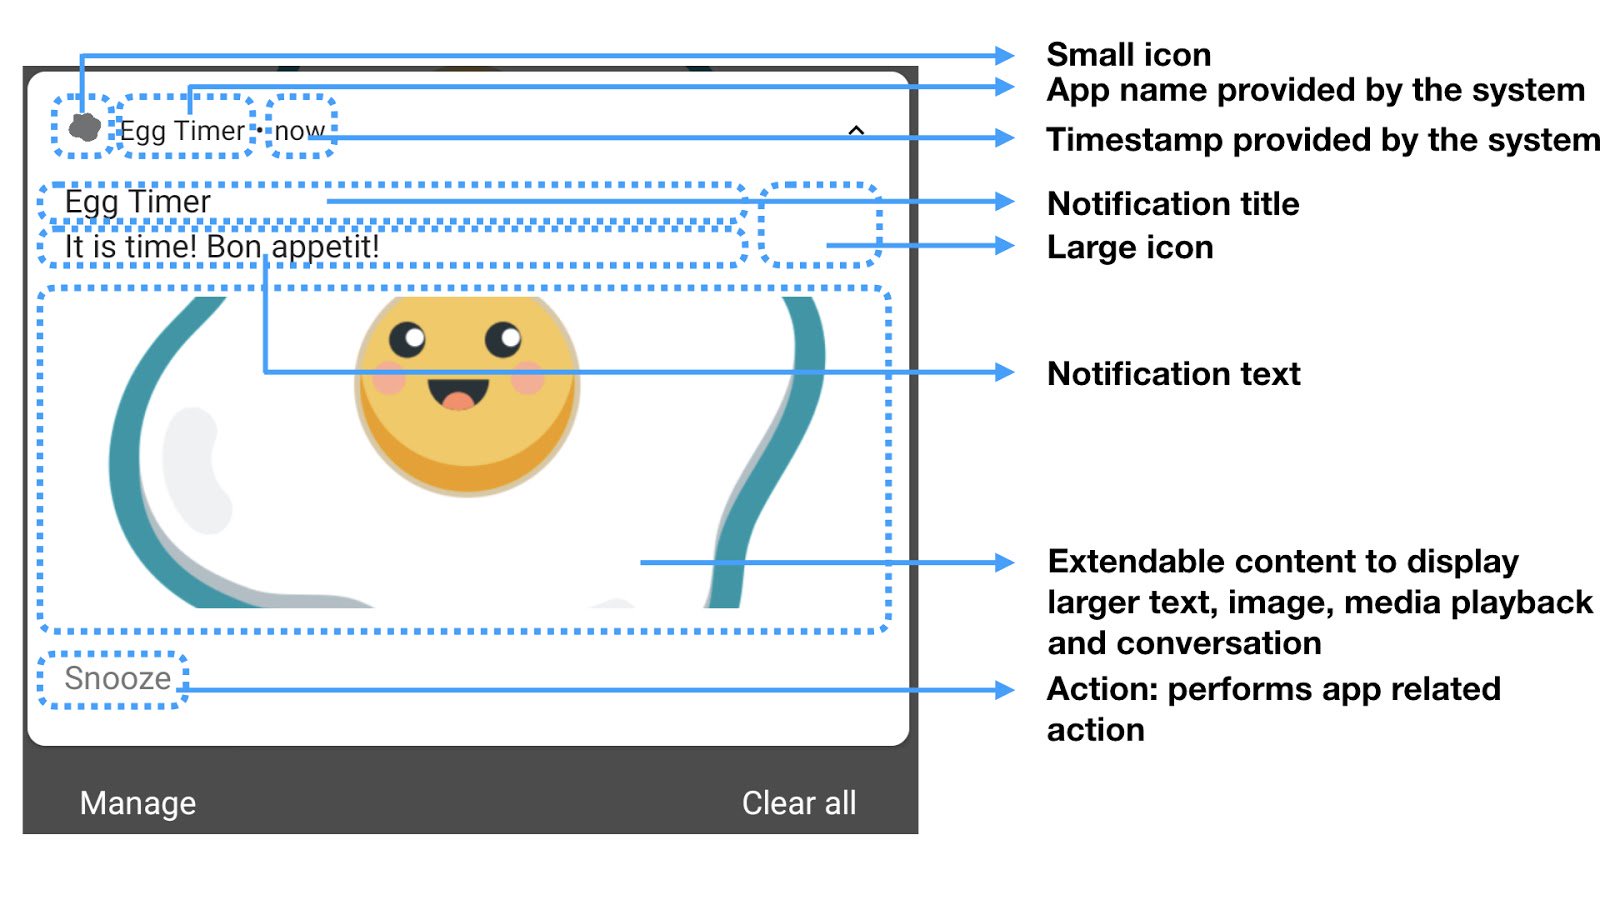 Small icon
App name provided by the system
Egg Timer • now
Timestamp provided by the system
Egg Timer
Notification title
It is time! Bon appetit!
Large icon
Notification text
Extendable content to display
larger text, image, media playback
and conversation
Snooze
Action: performs app related
action
Manage
Clear all